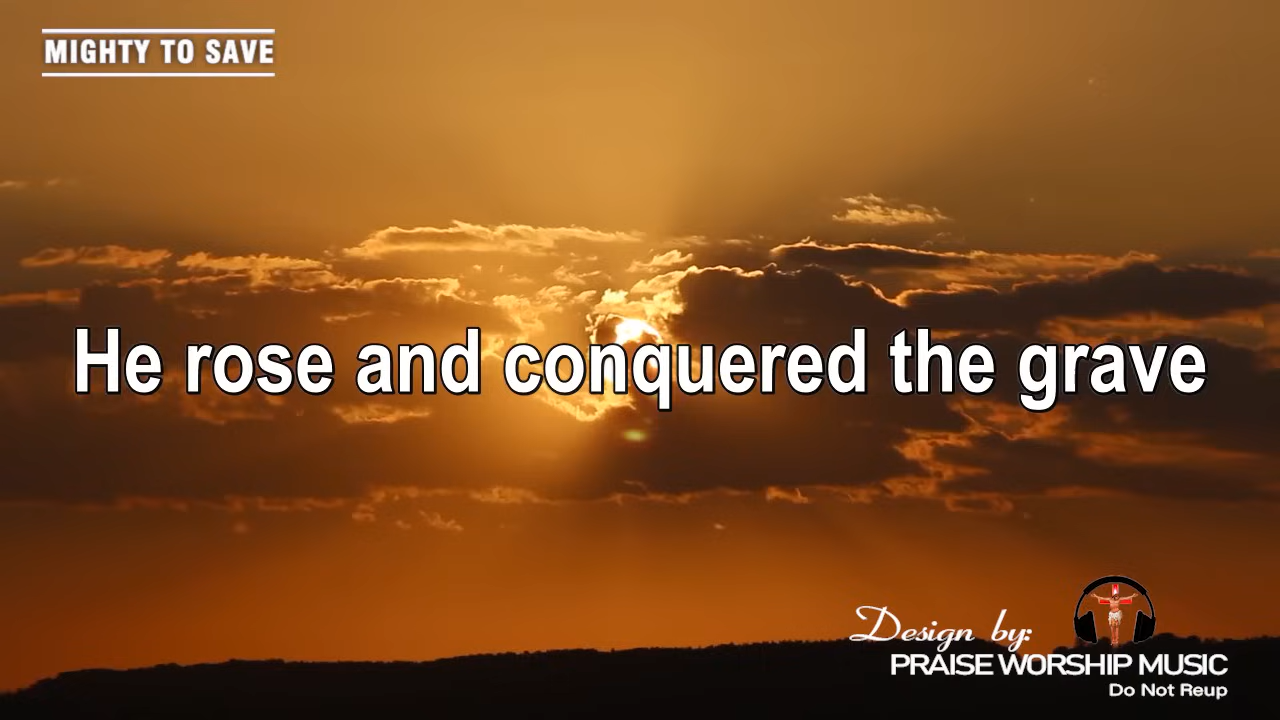 MIGHTY TO SAVE
He rose and conquered the grave
Design by:
PRAISE WORSHIP MUSIC
Do Not Reup